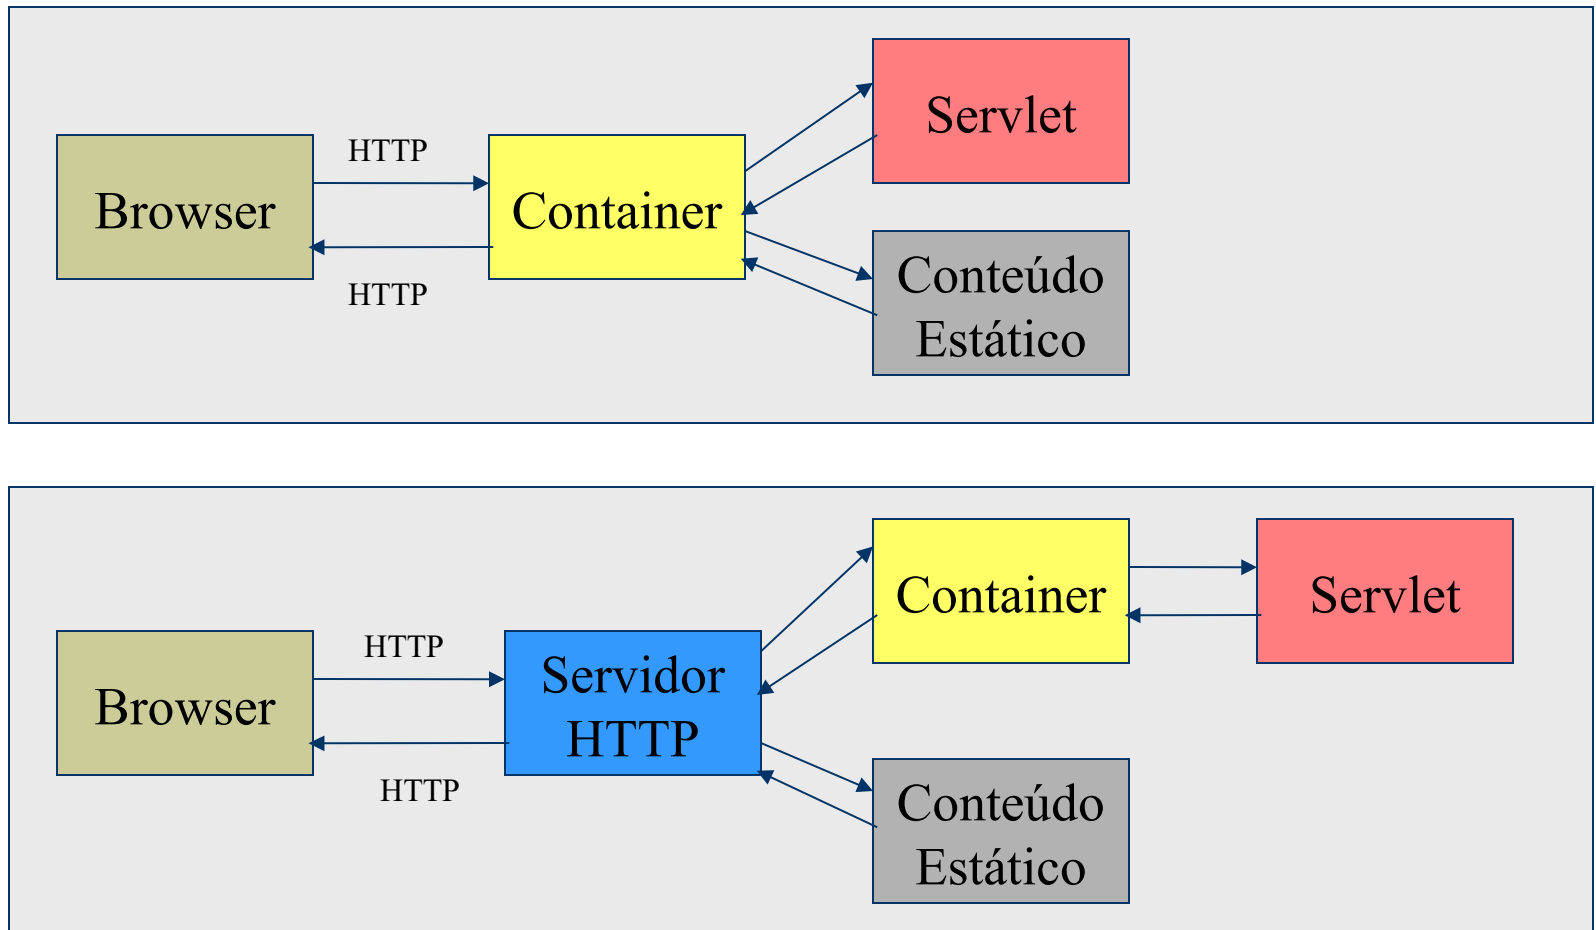 Servlet
HTTP
Browser
Container
HTTP
Conteúdo
Estático
Container
Servlet
HTTP
Browser
Servidor
HTTP
HTTP
Conteúdo
Estático